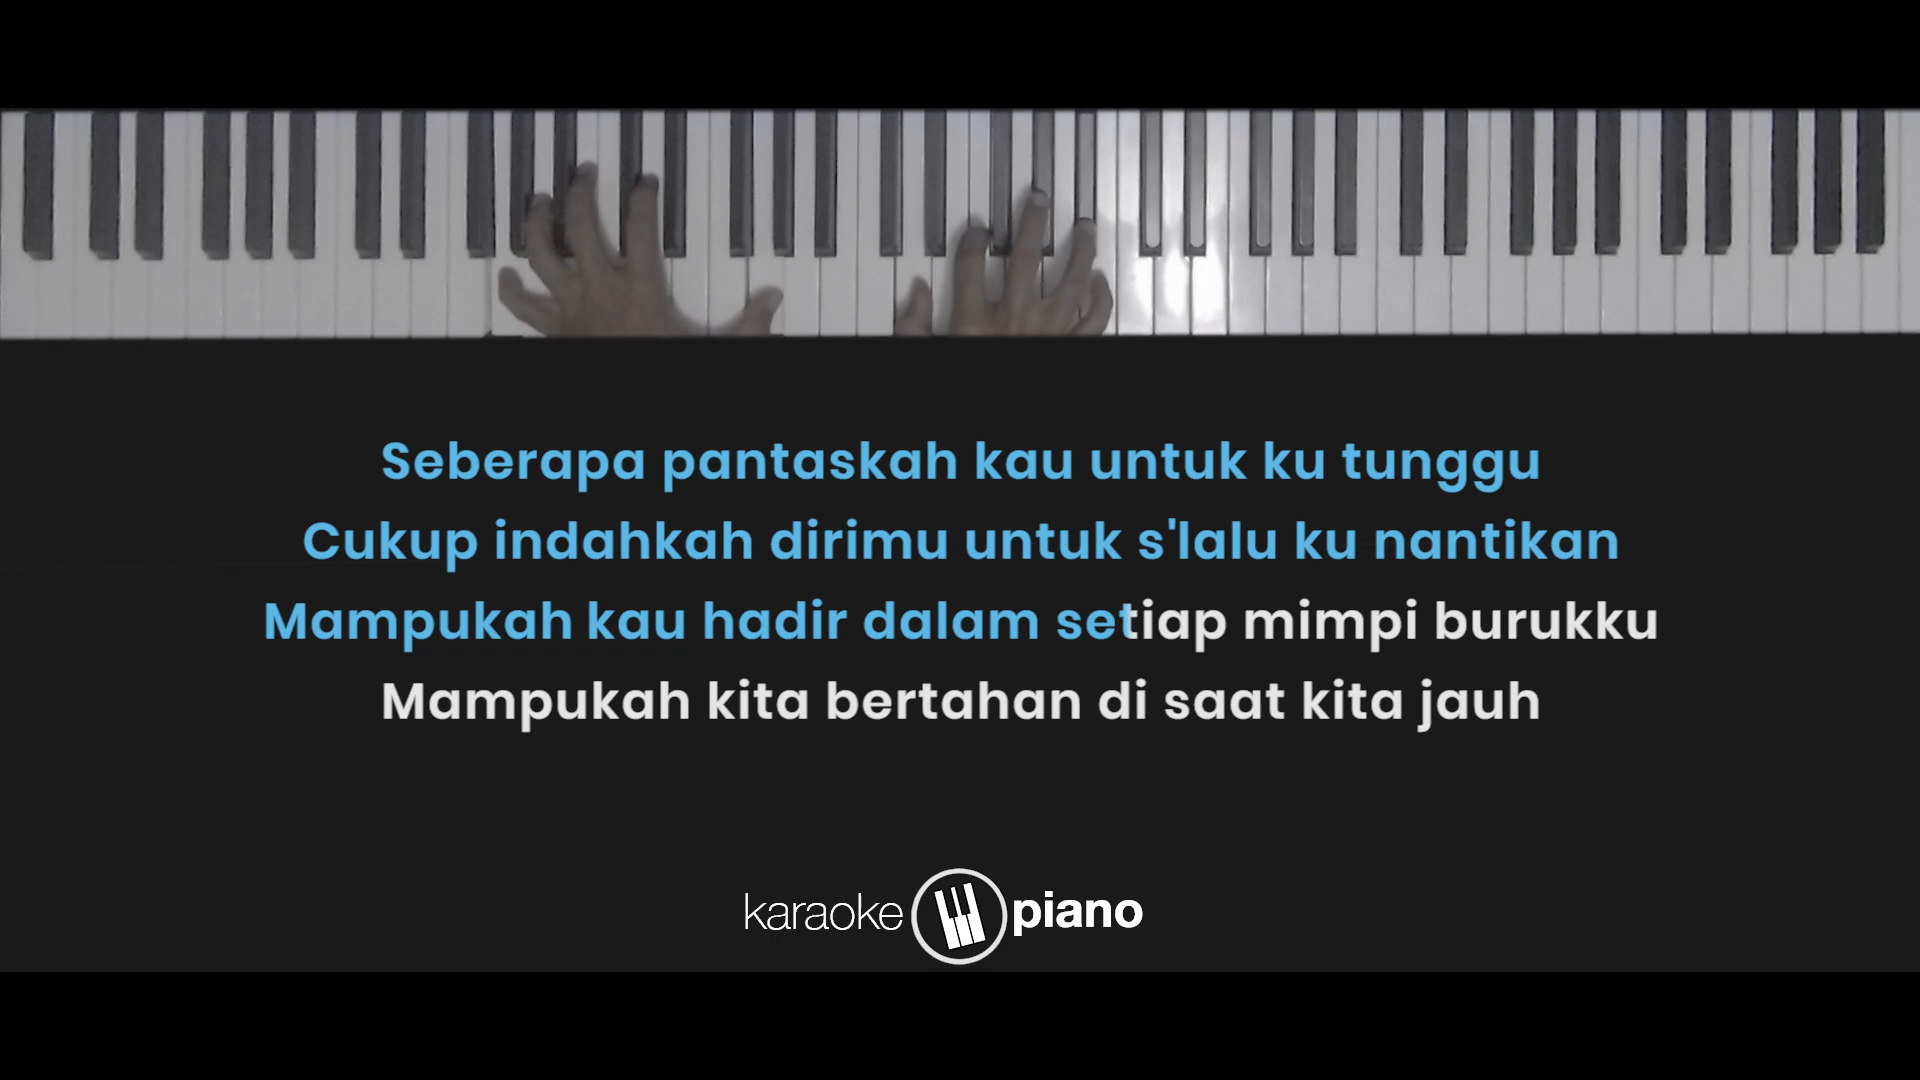 Seberapa pantaskah kau untuk ku tunggu
Cukup indahkah dirimu untuk s'lalu ku nantikan
Mampukah kau hadir dalam setiap mimpi burukku
Mampukah kita bertahan di saat kita jauh
karaoke piano